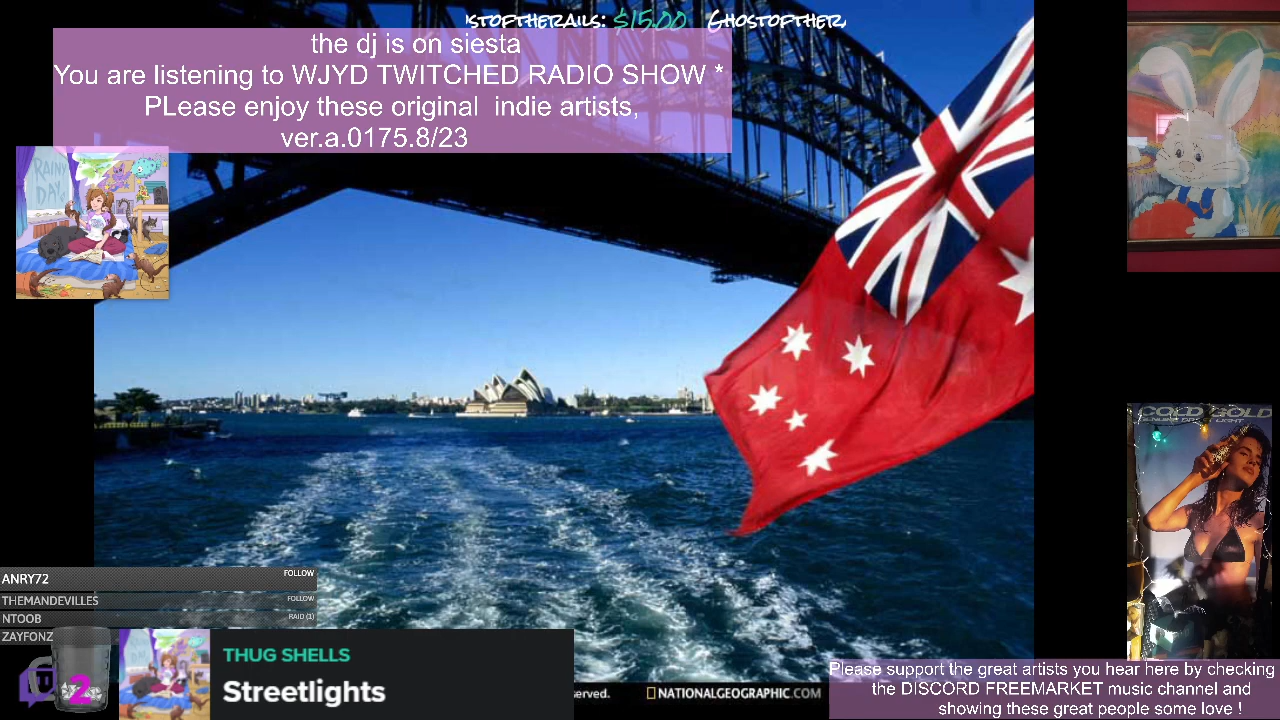 STOFTHERAILS: $15.00 GHOSTOFTHER
the dj is on siesta
You are listening to WJYD TWITCHED RADIO SHOW *
PLease enjoy these original indie artists,
ver.a.0175.8/23
RAINY
DAY
COLD GOLD
ANRY72 FOLLOW
THEMANDEVILLES FOLLOW
NTOOB RAID (1)
ZAYFONZ
2
THUG SHELLS
Streetlights
served.
NATIONALGEOGRAPHIC.COM
Please support the great artists you hear here by checking
the DISCORD FREEMARKET music channel and
showing these great people some love !